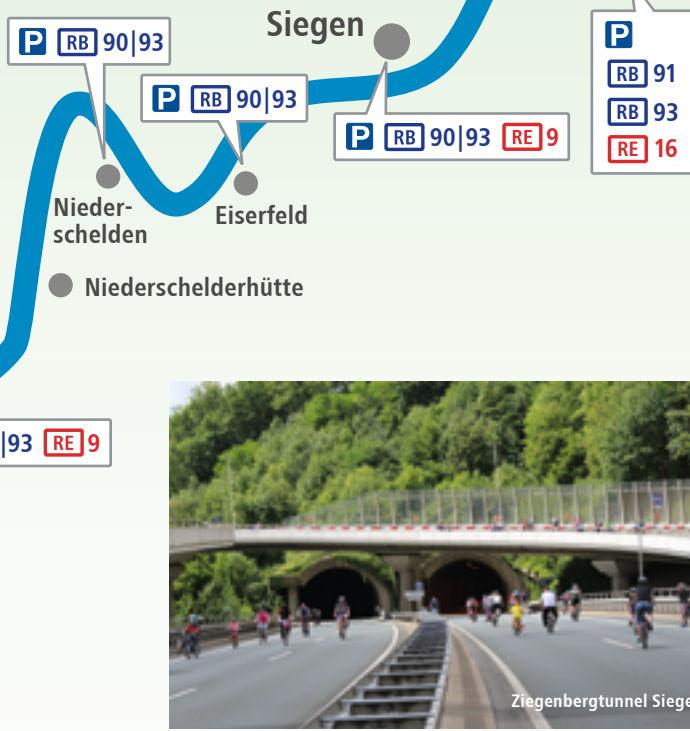 Siegen
P RB 90|93
P RB 90|93
P RB 90|93 RE 9
P
RB 91
RB 93
RE 16
Nieder-
schelden
Eiserfeld
Niederschelderhütte
|93 RE 9
Ziegenbergtunnel Siege